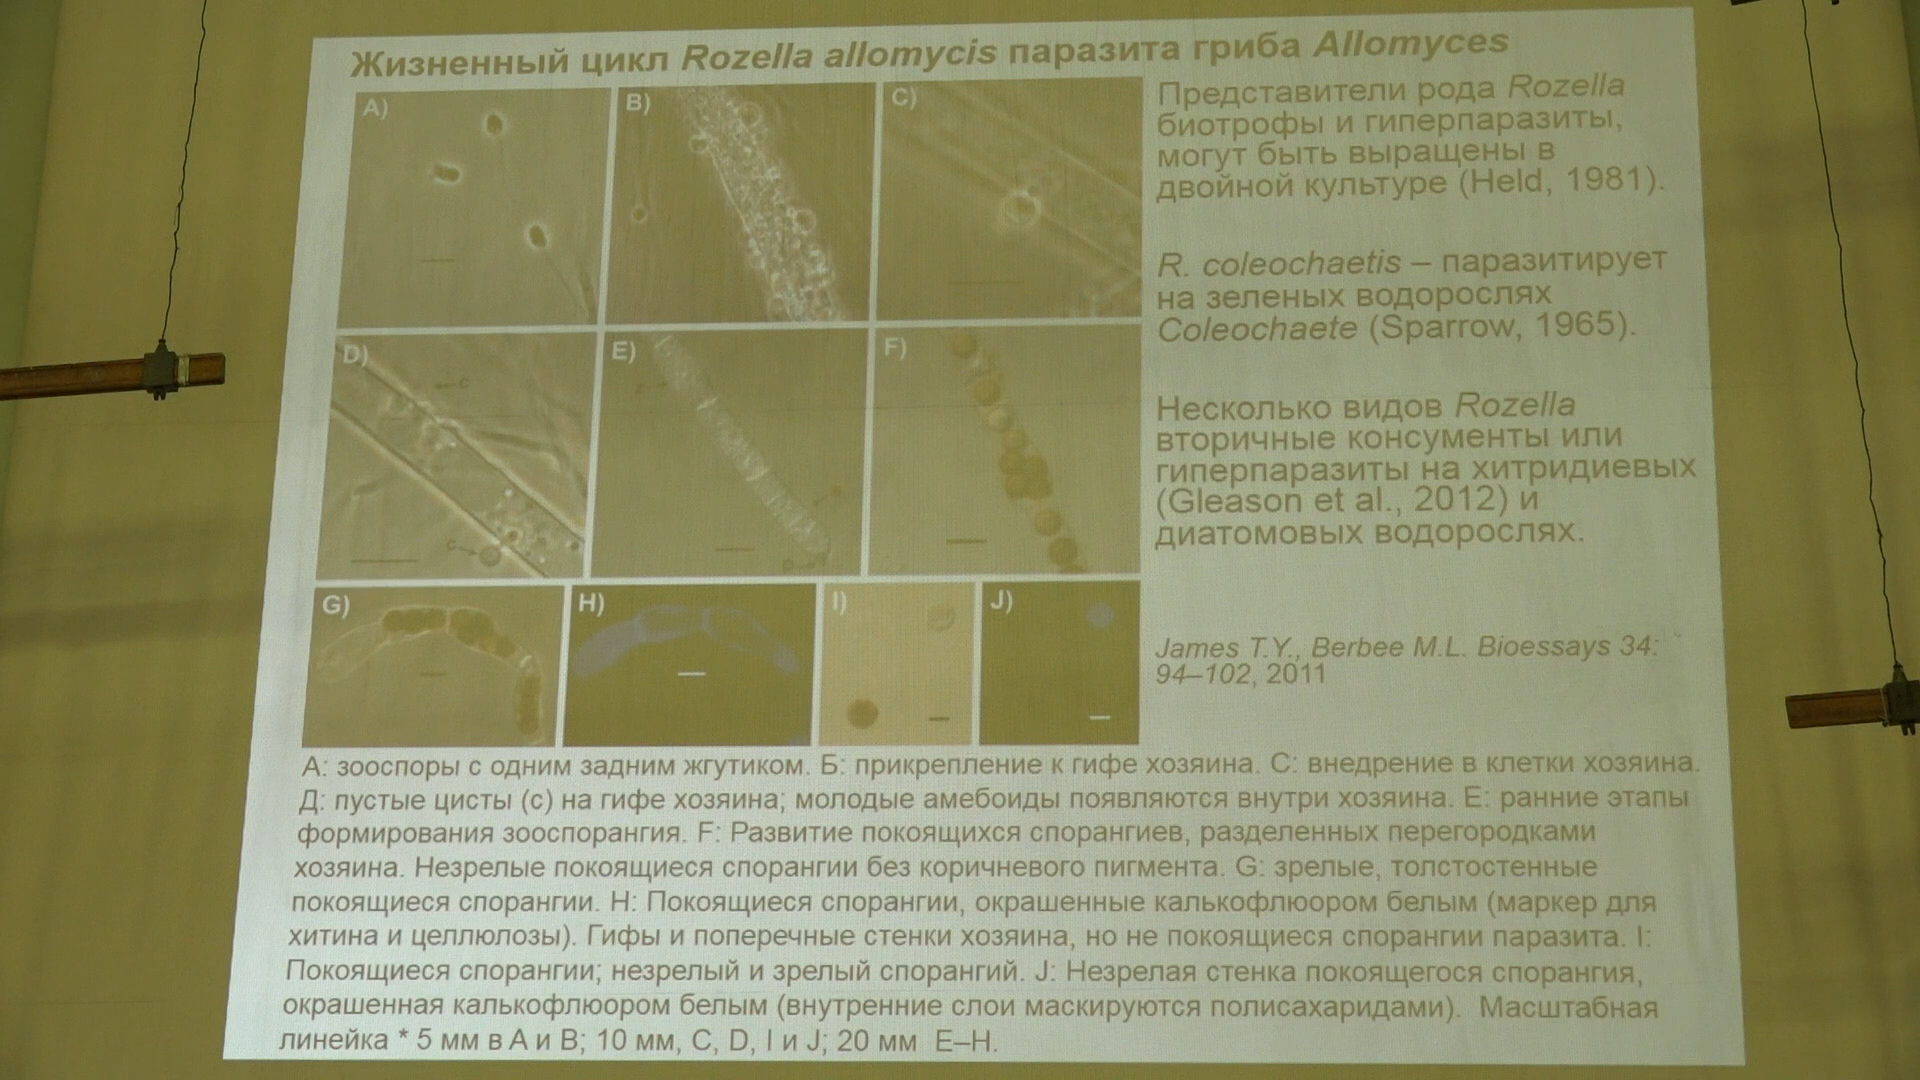 Жизненный цикл Rozella allomycis паразита гриба Allomyces
A)
B)
C)
D)
c
c
E)
z
F)
G)
H)
I)
J)
Представители рода Rozella
биотрофы и гиперпаразиты,
могут быть выращены в
двойной культуре (Held, 1981).
R. coleochaetis – паразитирует
на зеленых водорослях
Coleochaete (Sparrow, 1965).
Несколько видов Rozella
вторичные консументы или
гиперпаразиты на хитридиевых
(Gleason et al., 2012) и
диатомовых водорослях.
James T.Y., Berbee M.L. Bioessays 34:
94–102, 2011
А: зооспоры с одним задним жгутиком. Б: прикрепление к гифе хозяина. С: внедрение в клетки хозяина.
Д: пустые цисты (с) на гифе хозяина; молодые амебоиды появляются внутри хозяина. Е: ранние этапы
формирования зооспорангия. F: Развитие покоящихся спорангиев, разделенных перегородками
хозяина. Незрелые покоящиеся спорангии без коричневого пигмента. G: зрелые, толстостенные
покоящиеся спорангии. H: Покоящиеся спорангии, окрашенные калькофлюором белым (маркер для
хитина и целлюлозы). Гифы и поперечные стенки хозяина, но не покоящиеся спорангии паразита. I:
Покоящиеся спорангии; незрелый и зрелый спорангий. J: Незрелая стенка покоящегося спорангия,
окрашенная калькофлюором белым (внутренние слои маскируются полисахаридами). Масштабная
линейка * 5 мм в A и B; 10 мм, C, D, I и J; 20 мм E–H.